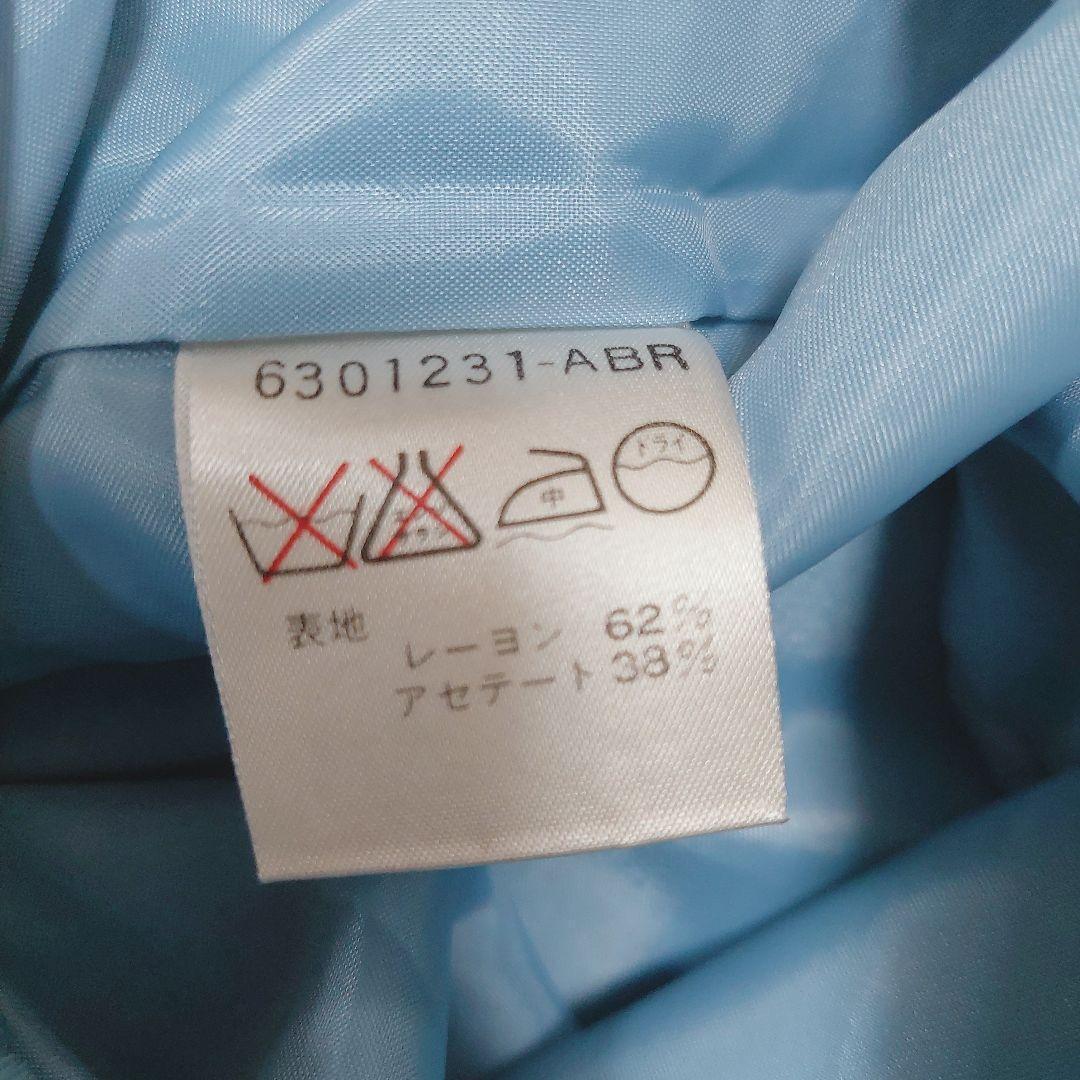 6301231-ABR
中
ドライ
表地
レーヨン 62%
アセテート 38%